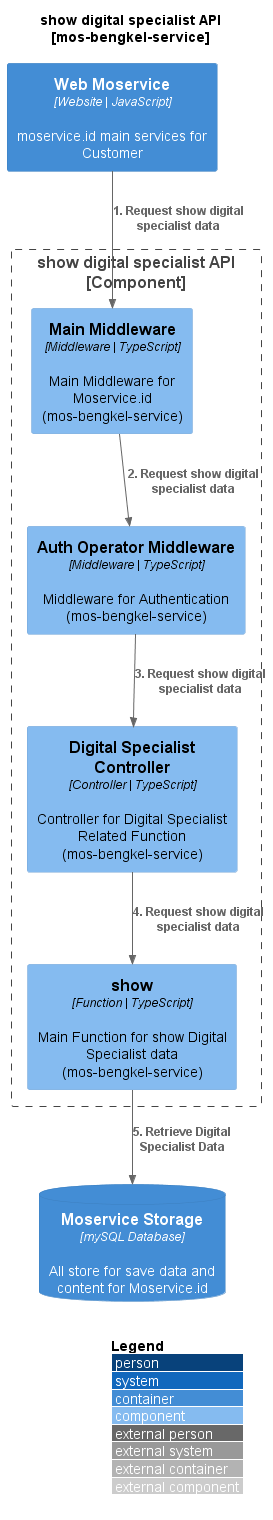 show digital specialist API
[mos-bengkel-service]
Web Moservice
[Website | JavaScript]
moservice.id main services for
Customer
1. Request show digital
specialist data
show digital specialist API
[Component]
Main Middleware
[Middleware | TypeScript]
Main Middleware for
Moservice.id
(mos-bengkel-service)
2. Request show digital
specialist data
Auth Operator Middleware
[Middleware | TypeScript]
Middleware for Authentication
(mos-bengkel-service)
3. Request show digital
specialist data
Digital Specialist
Controller
[Controller | TypeScript]
Controller for Digital Specialist
Related Function
(mos-bengkel-service)
4. Request show digital
specialist data
show
[Function | TypeScript]
Main Function for show Digital
Specialist data
(mos-bengkel-service)
5. Retrieve Digital
Specialist Data
Moservice Storage
[mySQL Database]
All store for save data and
content for Moservice.id
Legend
person
system
container
component
external person
external system
external container
external component